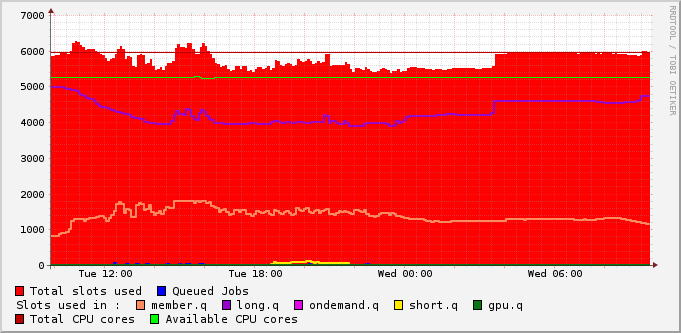 7000
6000
5000
4000
3000
2000
1000
0
Tue 12:00 Tue 18:00 Wed 00:00 Wed 06:00
RRDTOOL / TOBI OETIKER
Total slots used Queued Jobs
Slots used in : member.q long.q ondemand.q short.q gpu.q
Total CPU cores Available CPU cores